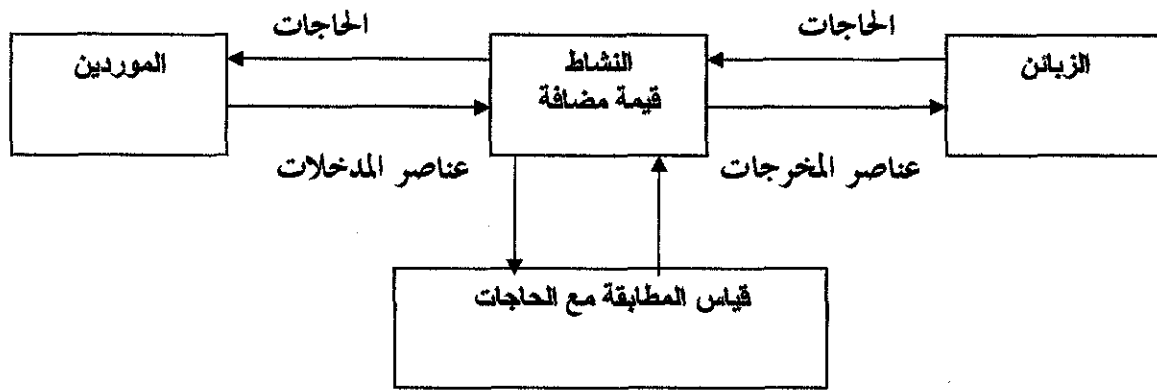 الحاجات
الحاجات
الزبائن
النشاط
قيمة مضافة
الموردين
عناصر المخرجات
عناصر المدخلات
قياس المطابقة مع الحاجات